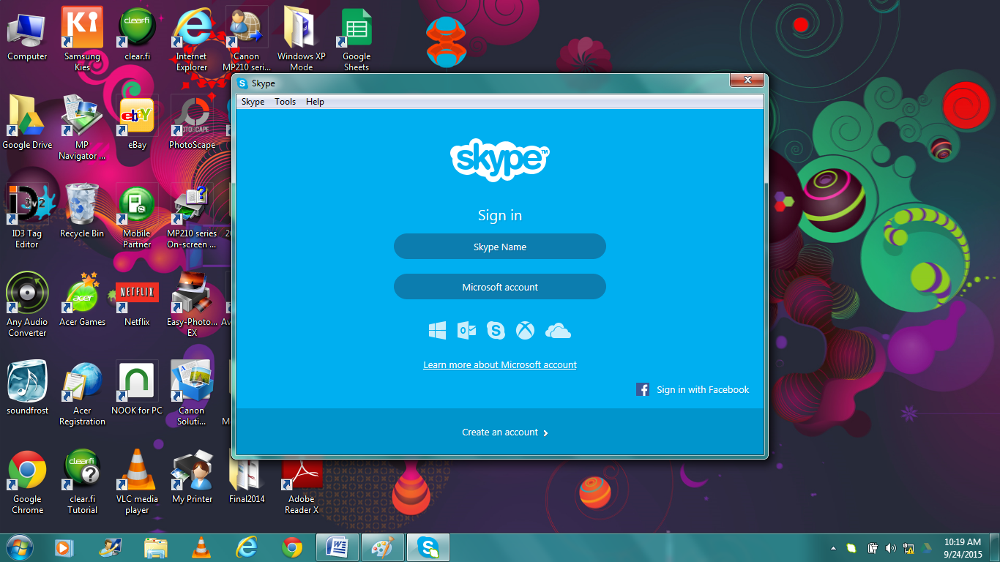 Computer
Samsung
Kies
clear.fi
Internet
Explorer
Canon
MP210 seri...
Windows XP
Mode
Google
Sheets
Google Drive
MP
Navigator ...
eBay
PhotoScape
ID3 Tag
Editor
Recycle Bin
Mobile
Partner
MP210 series
On-screen ...
Any Audio
Converter
Acer Games
NETFLIX
Netflix
Easy-Photo...
EX
soundfrost
Acer
Registration
NOOK for PC
Canon
Soluti...
Google
Chrome
clear.fi
Tutorial
VLC media
player
My Printer
Final2014
Adobe
Reader X
Skype
Skype Tools Help
skype™
Sign in
Skype Name
Microsoft account
Learn more about Microsoft account
Sign in with Facebook
Create an account
10:19 AM
9/24/2015